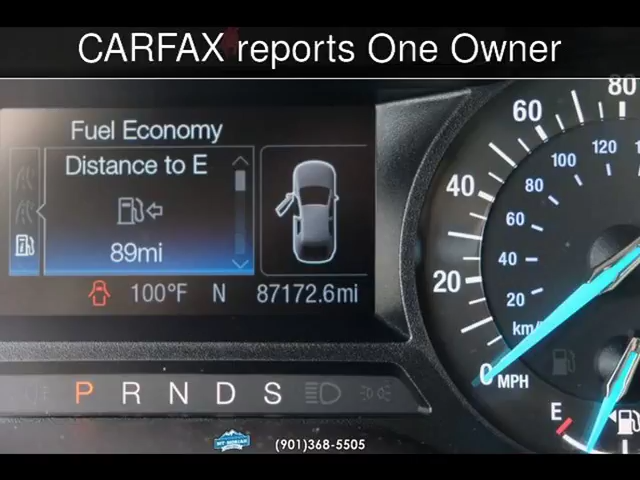 CARFAX reports One Owner
Fuel Economy
Distance to E
89mi
100°F N 87172.6mi
P R N D S
0 20 40 60 80
MPH
20 40 60 80 100 120
km/
E
(901)368-5505